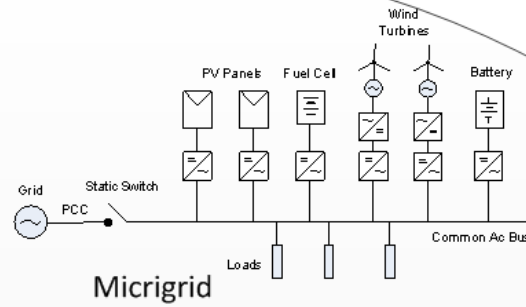 Wind
Turbines
PV Panels
Fuel Cell
Battery
Static Switch
Grid
PCC
Common Ac Bus
Loads
Micrigrid